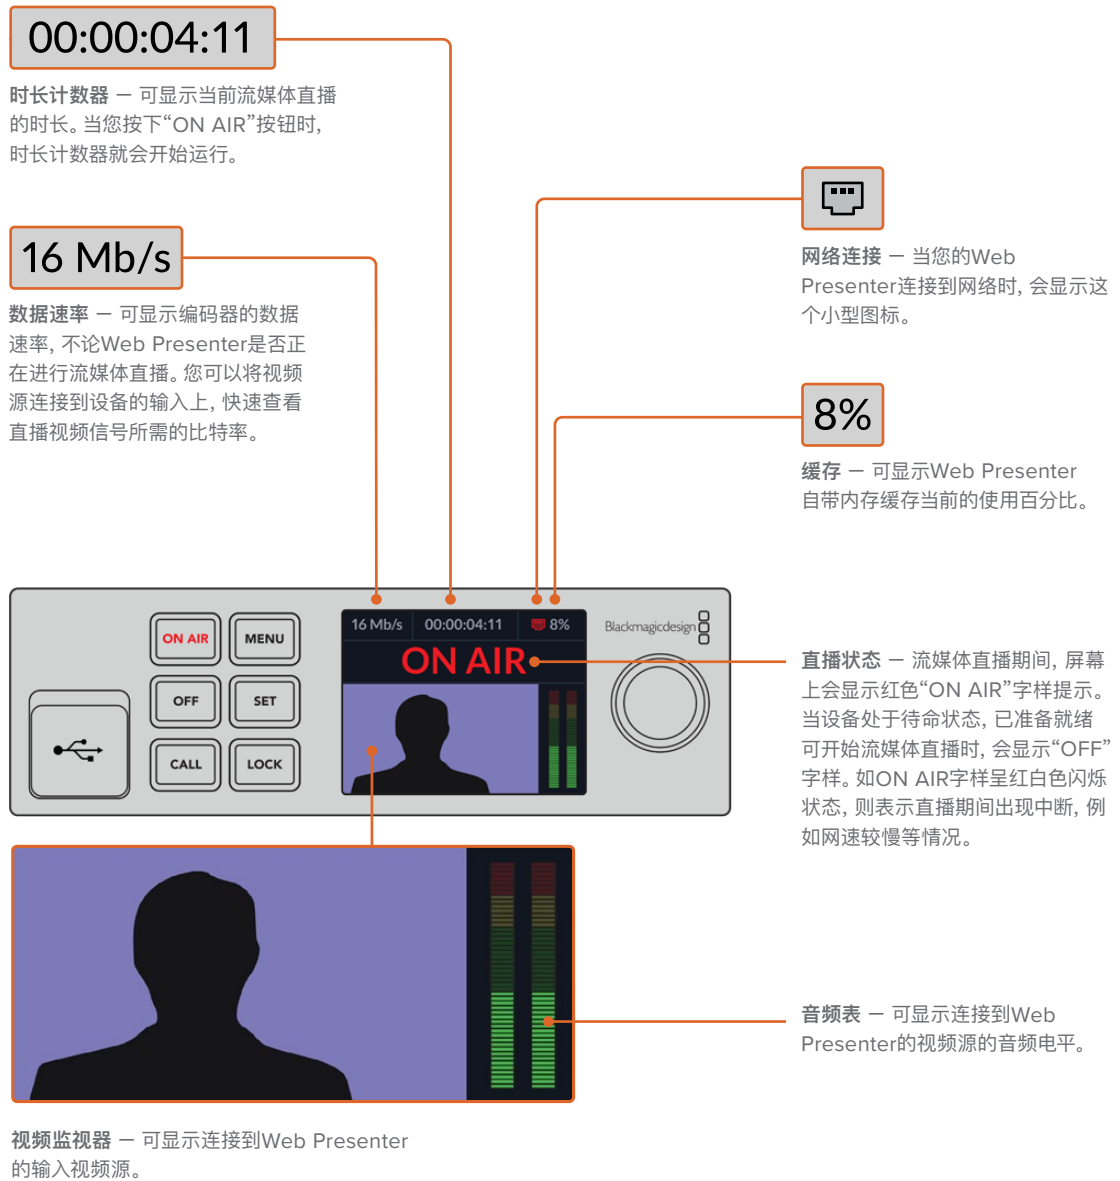 00:00:04:11
时长计数器 — 可显示当前流媒体直播
的时长。当您按下“ON AIR”按钮时,
时长计数器就会开始运行。
16 Mb/s
数据速率 — 可显示编码器的数据
速率, 不论Web Presenter是否正
在进行流媒体直播。您可以将视频
源连接到设备的输入上, 快速查看
直播视频信号所需的比特率。
网络连接 — 当您的Web
Presenter连接到网络时, 会显示这
个小型图标。
8%
缓存 — 可显示Web Presenter
自带内存缓存当前的使用百分比。
ON AIR
MENU
OFF
SET
CALL
LOCK
16 Mb/s
00:00:04:11
8%
ON AIR
Blackmagicdesign
直播状态 — 流媒体直播期间, 屏幕
上会显示红色“ON AIR”字样提示。
当设备处于待命状态, 已准备就绪
可开始流媒体直播时, 会显示“OFF”
字样。如ON AIR字样呈红白色闪烁
状态, 则表示直播期间出现中断, 例
如网速较慢等情况。
音频表 — 可显示连接到Web
Presenter的视频源的音频电平。
视频监视器 — 可显示连接到Web Presenter
的输入视频源。